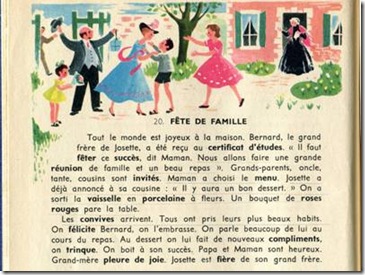 20. FÊTE DE FAMILLE
Tout le monde est joyeux à la maison. Bernard, le grand
frère de Josette, a été reçu au certificat d'études. « Il faut
fêter ce succès, dit Maman. Nous allons faire une grande
réunion de famille et un beau repas ». Grands-parents, oncle,
tante, cousins sont invités. Maman a choisi le menu. Josette a
déjà annoncé à sa cousine : « Il y aura un bon dessert. » On a
sorti la vaisselle en porcelaine à fleurs. Un bouquet de roses
rouges pare la table.
Les convives arrivent. Tous ont pris leurs plus beaux habits.
On félicite Bernard, on l'embrasse. On parle beaucoup de lui au
cours du repas. Au dessert on lui fait de nouveau compliments,
on trinque. On boit à son succès. Papa et Maman sont heureux.
Grand-mère pleure de joie. Josette est fière de son grand frère.